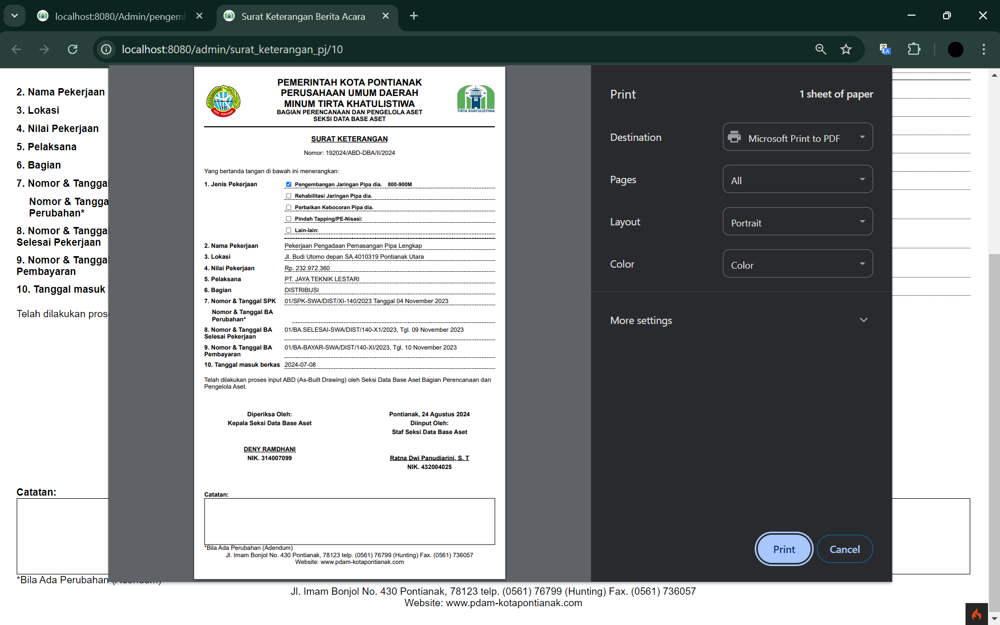 localhost:8080/Admin/pengem
Surat Keterangan Berita Acara
localhost:8080/admin/surat_keterangan_pj/10
2. Nama Pekerjaan
3. Lokasi
4. Nilai Pekerjaan
5. Pelaksana
6. Bagian
7. Nomor & Tanggal
Nomor & Tangga
Perubahan*
8. Nomor & Tanggal
Selesai Pekerjaan
9. Nomor & Tanggal
Pembayaran
10. Tanggal masuk
Telah dilakukan pros
Catatan:
*Bila Ada Perubahan (Adendum)
Jl. Imam Bonjol No. 430 Pontianak, 78123 telp. (0561) 76799 (Hunting) Fax. (0561) 736057
Website: www.pdam-kotapontianak.com
KOTA PONTIANAK
PEMERINTAH KOTA PONTIANAK
PERUSAHAAN UMUM DAERAH
MINUM TIRTA KHATULISTIWA
BAGIAN PERENCANAAN DAN PENGELOLA ASET
SEKSI DATA BASE ASET
PERUMDA
AIR MINUM
TIRTA KHATULISTIWA
SURAT KETERANGAN
Nomor: 192024/ABD-DBA/II/2024
Yang bertanda tangan di bawah ini menerangkan:
1. Jenis Pekerjaan
Pengembangan Jaringan Pipa dia. 800-900M
Rehabilitasi Jaringan Pipa dia.
Perbaikan Kebocoran Pipa dia.
Pindah Tapping/PE-Nisasi:
Lain-lain:
2. Nama Pekerjaan Pekerjaan Pengadaan Pemasangan Pipa Lengkap
3. Lokasi Jl. Budi Utomo depan SA.4010319 Pontianak Utara
4. Nilai Pekerjaan Rp. 232.972.360
5. Pelaksana PT. JAYA TEKNIK LESTARI
6. Bagian DISTRIBUSI
7. Nomor & Tanggal SPK 01/SPK-SWA/DIST/XI-140/2023 Tanggal 04 November 2023
Nomor & Tanggal BA
Perubahan*
8. Nomor & Tanggal BA 01/BA.SELESAI-SWA/DIST/140-X1/2023, Tgl. 09 November 2023
Selesai Pekerjaan
9. Nomor & Tanggal BA 01/BA-BAYAR-SWA/DIST/140-XI/2023, Tgl. 10 November 2023
Pembayaran
10. Tanggal masuk berkas 2024-07-08
Telah dilakukan proses input ABD (As-Built Drawing) oleh Seksi Data Base Aset Bagian Perencanaan dan
Pengelola Aset.
Diperiksa Oleh:
Kepala Seksi Data Base Aset
DENY RAMDHANI
NIK. 314007099
Pontianak, 24 Agustus 2024
Diinput Oleh:
Staf Seksi Data Base Aset
Ratna Dwi Panudiarini, S. T
NIK. 432004025
Catatan:
*Bila Ada Perubahan (Adendum)
Jl. Imam Bonjol No. 430 Pontianak, 78123 telp. (0561) 76799 (Hunting) Fax. (0561) 736057
Website: www.pdam-kotapontianak.com
Print
1 sheet of paper
Destination
Microsoft Print to PDF
Pages
All
Layout
Portrait
Color
Color
More settings
Print
Cancel